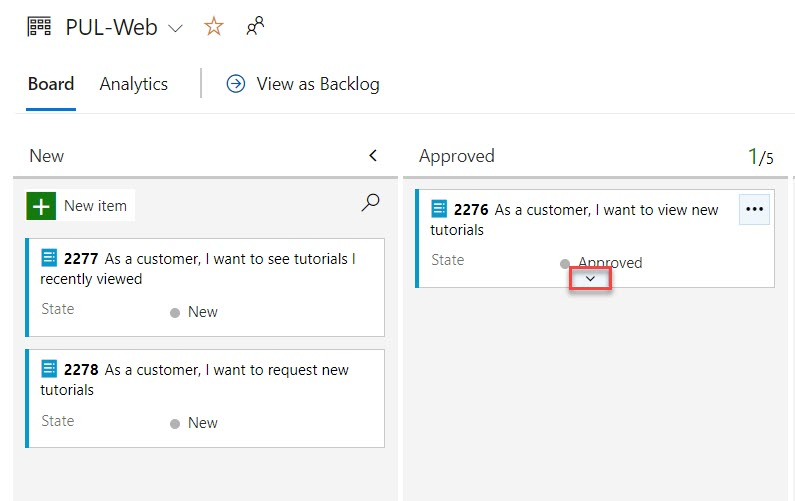 PUL-Web
Board Analytics View as Backlog
New
New item
2277 As a customer, I want to see tutorials I
recently viewed
State New
2278 As a customer, I want to request new
tutorials
State New
Approved 1/5
2276 As a customer, I want to view new
tutorials
State Approved